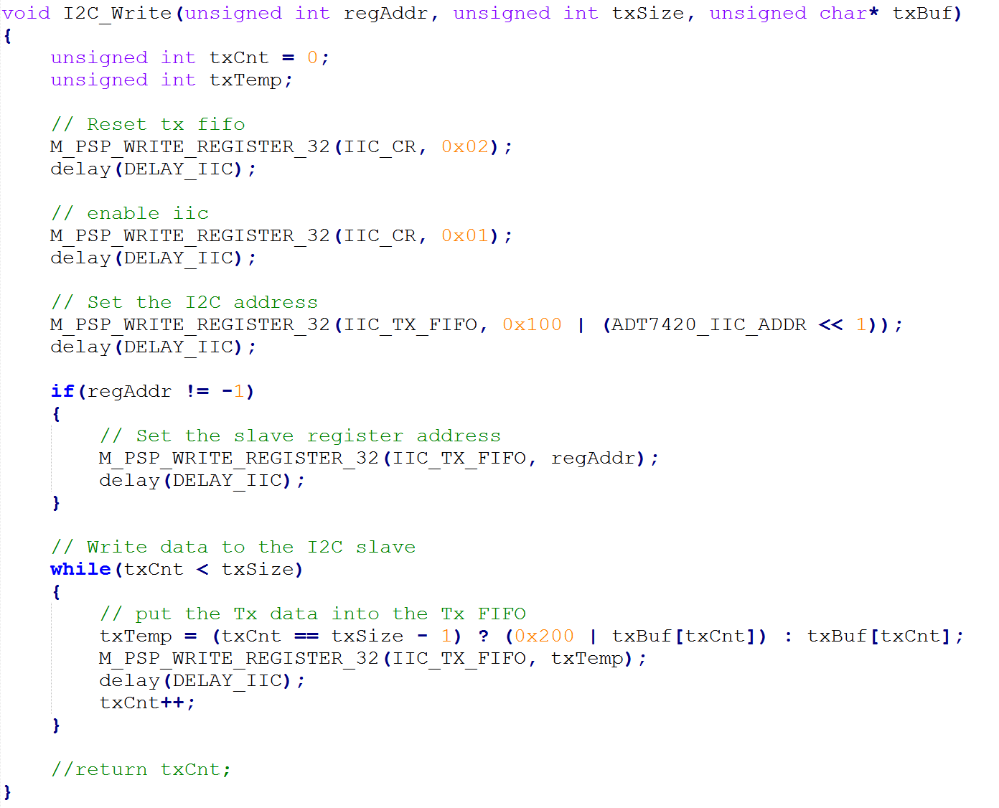 void I2C_Write(unsigned int regAddr, unsigned int txSize, unsigned char* txBuf)
{
    unsigned int txCnt = 0;
    unsigned int txTemp;

    // Reset tx fifo
    M_PSP_WRITE_REGISTER_32(IIC_CR, 0x02);
    delay(DELAY_IIC);

    // enable iic
    M_PSP_WRITE_REGISTER_32(IIC_CR, 0x01);
    delay(DELAY_IIC);

    // Set the I2C address
    M_PSP_WRITE_REGISTER_32(IIC_TX_FIFO, 0x100 | (ADT7420_IIC_ADDR << 1));
    delay(DELAY_IIC);

    if(regAddr != -1)
    {
        // Set the slave register address
        M_PSP_WRITE_REGISTER_32(IIC_TX_FIFO, regAddr);
        delay(DELAY_IIC);
    }

    // Write data to the I2C slave
    while(txCnt < txSize)
    {
        // put the Tx data into the Tx FIFO
        txTemp = (txCnt == txSize - 1) ? (0x200 | txBuf[txCnt]) : txBuf[txCnt];
        M_PSP_WRITE_REGISTER_32(IIC_TX_FIFO, txTemp);
        delay(DELAY_IIC);
        txCnt++;
    }

    //return txCnt;
}